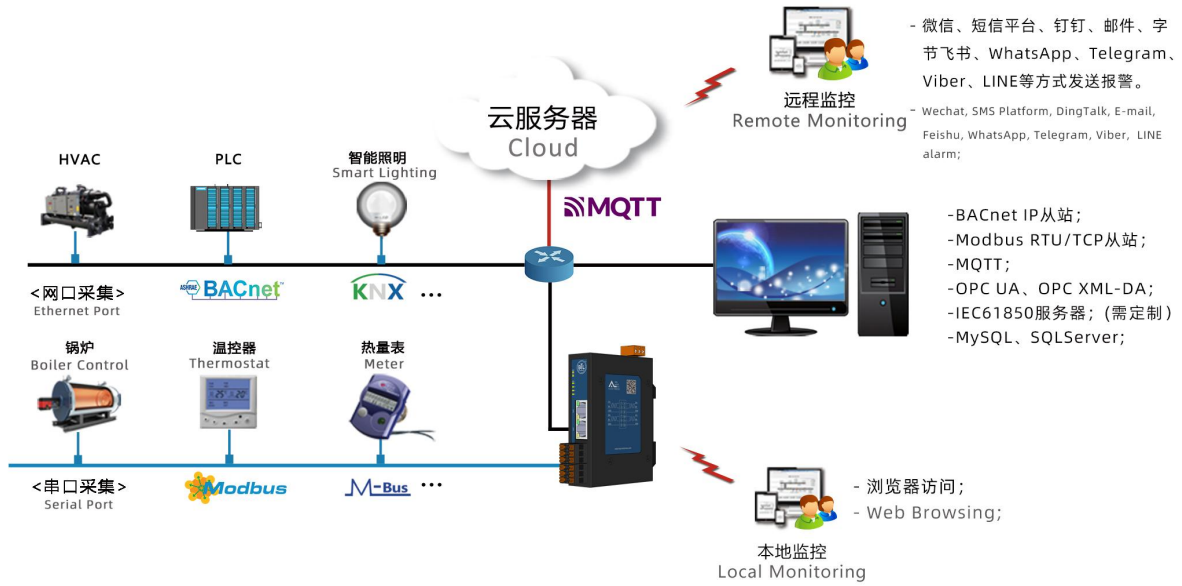 云服务器
Cloud
远程监控
Remote Monitoring
- 微信、短信平台、钉钉、邮件、字
节飞书、WhatsApp、Telegram、
Viber、LINE等方式发送报警。
- Wechat, SMS Platform, DingTalk, E-mail,
Feishu, WhatsApp, Telegram, Viber, LINE
alarm;
HVAC
PLC
智能照明
Smart Lighting
MQTT
<网口采集>
Ethernet Port
ASHRAE BACnet™
KNX
...
-BACnet IP从站;
-Modbus RTU/TCP从站;
-MQTT;
-OPC UA、OPC XML-DA;
-IEC61850服务器; (需定制)
-MySQL、SQLServer;
锅炉
Boiler Control
温控器
Thermostat
25°
20°
热量表
Meter
<串口采集>
Serial Port
Modbus
M-Bus
...
- 浏览器访问;
- Web Browsing;
本地监控
Local Monitoring